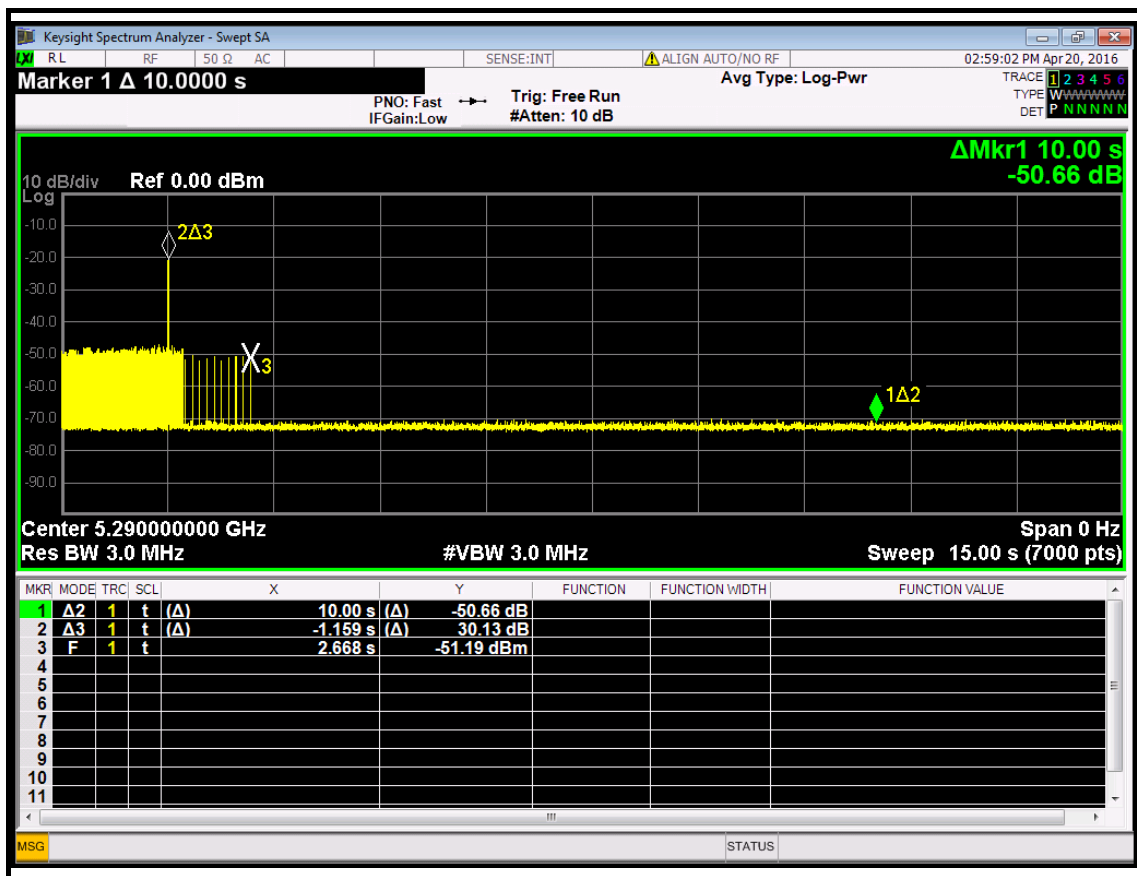 Keysight Spectrum Analyzer - Swept SA
LXI RL RF 50 Ω AC SENSE:INT ALIGN AUTO/NO RF 02:59:02 PM Apr 20, 2016
Marker 1 Δ 10.0000 s Avg Type: Log-Pwr TRACE 1 2 3 4 5 6
PNO: Fast Trig: Free Run TYPE WWWWWW
IFGain:Low #Atten: 10 dB DET P N N N N N
ΔMkr1 10.00 s
10 dB/div Ref 0.00 dBm -50.66 dB
Log
-10.0
2Δ3
-20.0
-30.0
-40.0
-50.0
X3
-60.0
1Δ2
-70.0
-80.0
-90.0
Center 5.290000000 GHz Span 0 Hz
Res BW 3.0 MHz #VBW 3.0 MHz Sweep 15.00 s (7000 pts)
MKR MODE TRC SCL X Y FUNCTION FUNCTION WIDTH FUNCTION VALUE
1 Δ2 1 t (Δ) 10.00 s (Δ) -50.66 dB
2 Δ3 1 t (Δ) -1.159 s (Δ) 30.13 dB
3 F 1 t 2.668 s -51.19 dBm
4
5
6
7
8
9
10
11
MSG STATUS